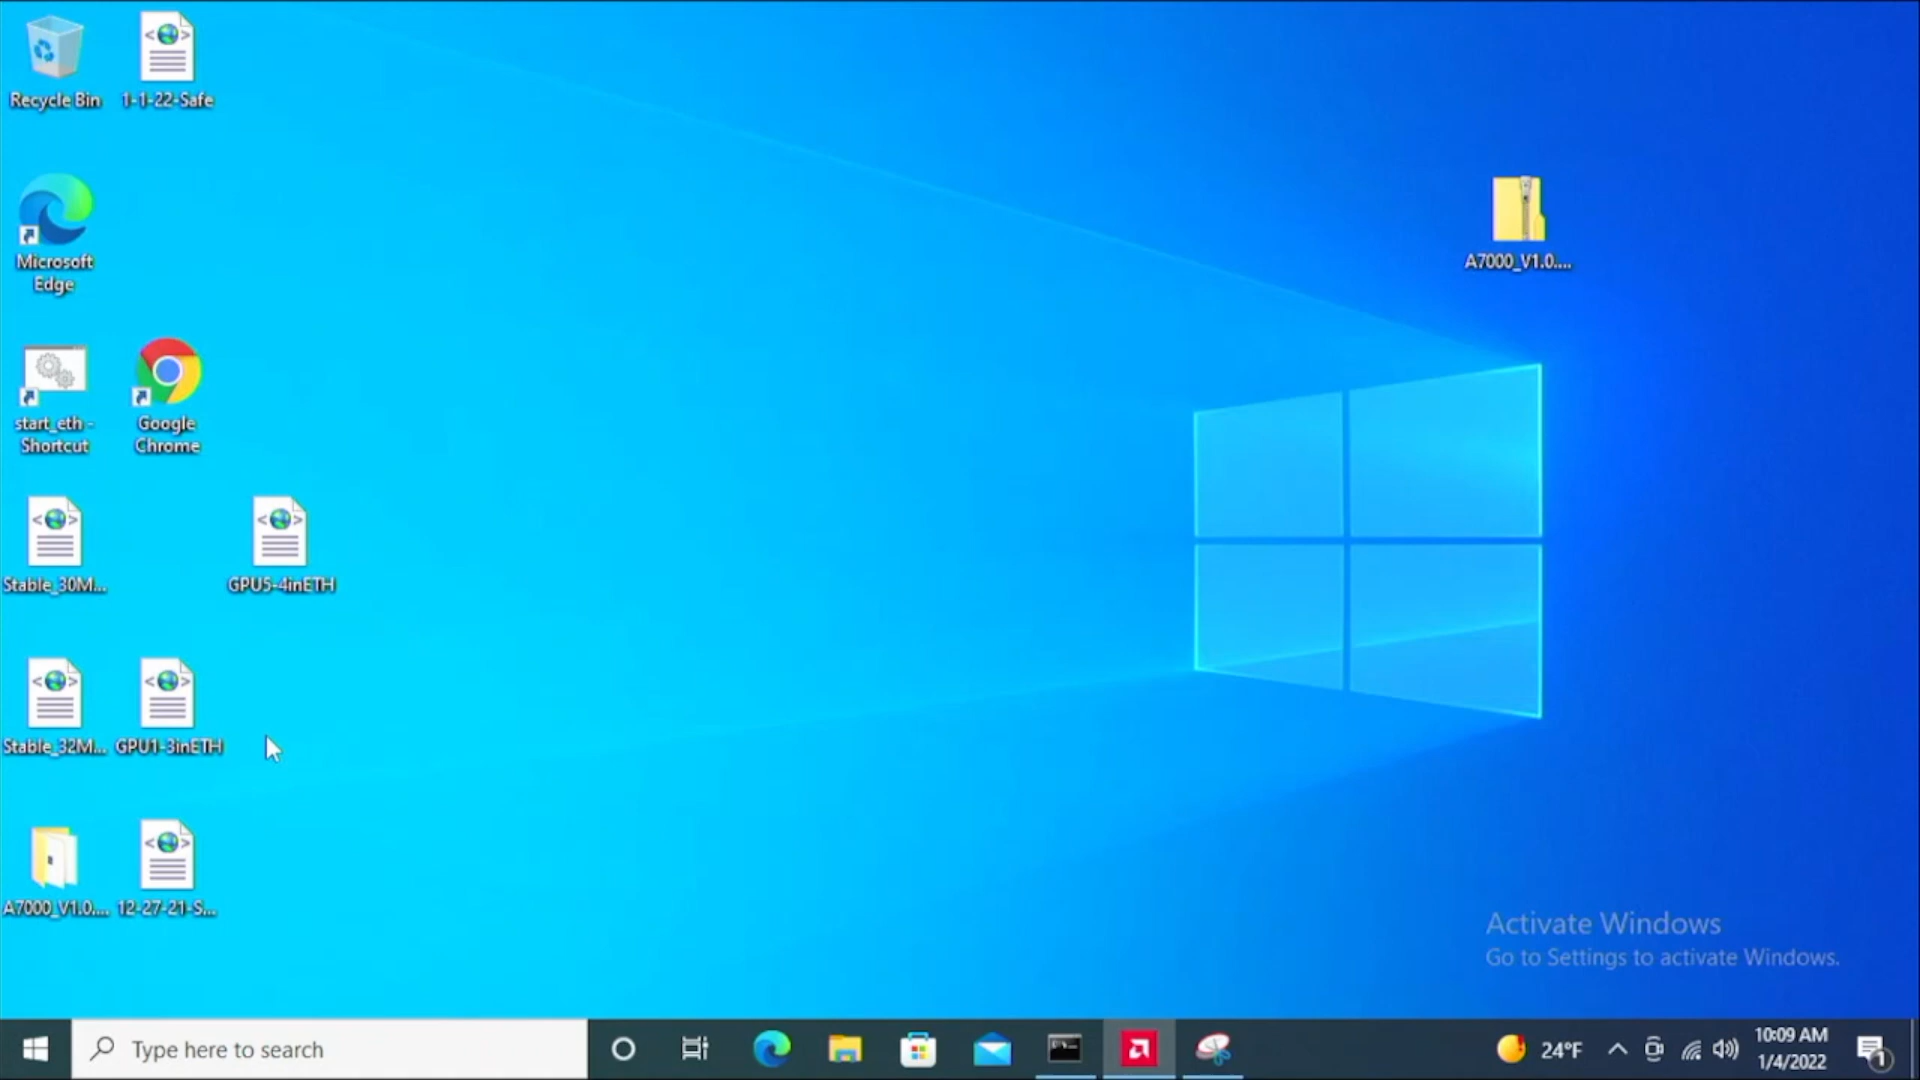 Recycle Bin
1-1-22-Safe
Microsoft
Edge
A7000_V1.0....
start_eth -
Shortcut
Google
Chrome
Stable_30M...
GPU5-4inETH
Stable_32M...
GPU1-3inETH
A7000_V1.0....
12-27-21-S...
Activate Windows
Go to Settings to activate Windows.
Type here to search
24°F
10:09 AM
1/4/2022
1